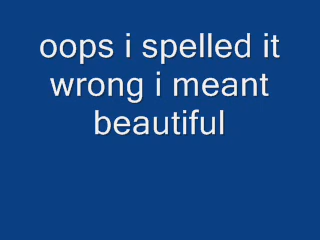 oops i spelled it
wrong i meant
beautiful